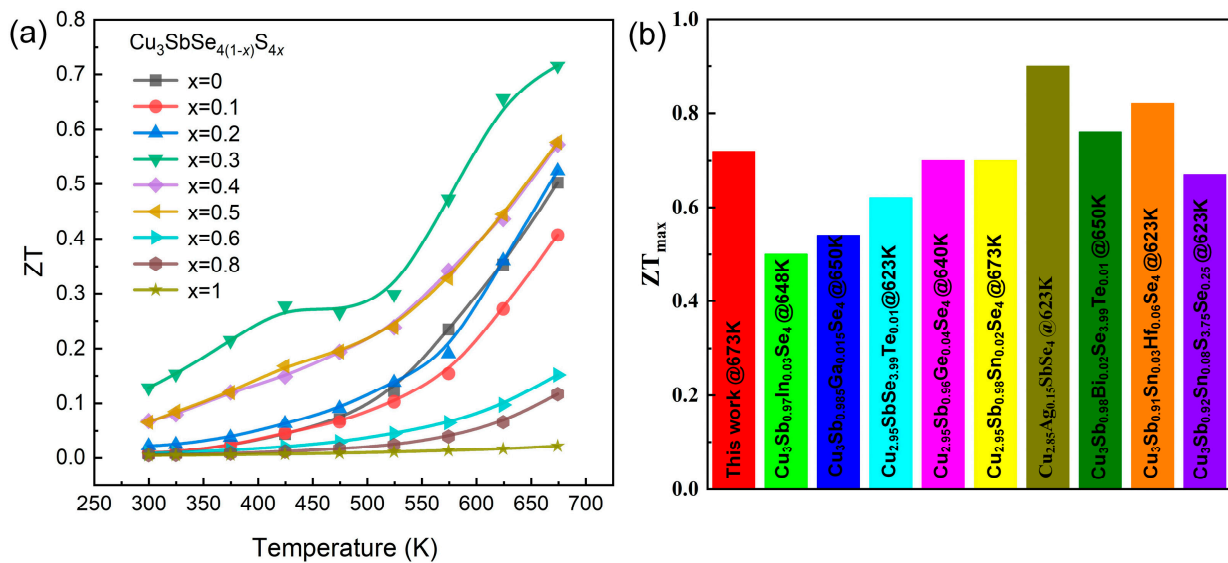 (a)
Cu₃SbSe₄₍₁₋ₓ₎S₄ₓ
x=0
x=0.1
x=0.2
x=0.3
x=0.4
x=0.5
x=0.6
x=0.8
x=1
ZT
0.8
0.7
0.6
0.5
0.4
0.3
0.2
0.1
0.0
250 300 350 400 450 500 550 600 650 700
Temperature (K)
(b)
ZTmax
1.0
0.8
0.6
0.4
0.2
0.0
This work @673K
Cu₃Sb₀.₉₇In₀.₀₃Se₄ @648K
Cu₃Sb₀.₉₈₅Ga₀.₀₁₅Se₄ @650K
Cu₂.₉₅SbSe₃.₉₉Te₀.₀₁@623K
Cu₂.₉₅Sb₀.₉₆Ge₀.₀₄Se₄ @640K
Cu₂.₉₅Sb₀.₉₈Sn₀.₀₂Se₄ @673K
Cu₂.₈₅Ag₀.₁₅SbSe₄ @623K
Cu₃Sb₀.₉₈Bi₀.₀₂Se₃.₉₉Te₀.₀₁ @650K
Cu₃Sb₀.₉₁Sn₀.₀₃Hf₀.₀₆Se₄ @623K
Cu₃Sb₀.₉₂Sn₀.₀₈S₃.₇₅Se₀.₂₅ @623K